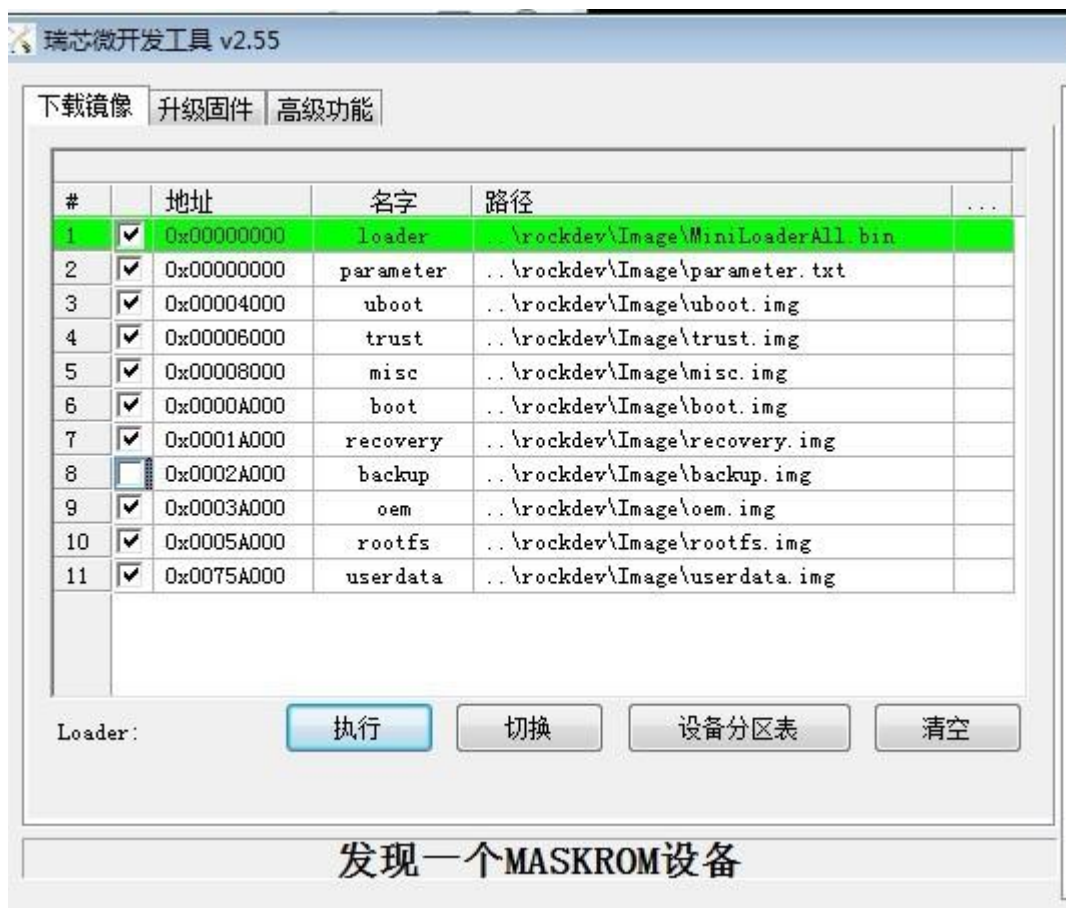 瑞芯微开发工具 v2.55
下载镜像 升级固件 高级功能
# 地址 名字 路径 ...
1 0x00000000 loader ..\rockdev\Image\MiniLoaderAll.bin
2 0x00000000 parameter ..\rockdev\Image\parameter.txt
3 0x00004000 uboot ..\rockdev\Image\uboot.img
4 0x00006000 trust ..\rockdev\Image\trust.img
5 0x00008000 misc ..\rockdev\Image\misc.img
6 0x0000A000 boot ..\rockdev\Image\boot.img
7 0x0001A000 recovery ..\rockdev\Image\recovery.img
8 0x0002A000 backup ..\rockdev\Image\backup.img
9 0x0003A000 oem ..\rockdev\Image\oem.img
10 0x0005A000 rootfs ..\rockdev\Image\rootfs.img
11 0x0075A000 userdata ..\rockdev\Image\userdata.img
Loader: 执行 切换 设备分区表 清空
发现一个MASKROM设备